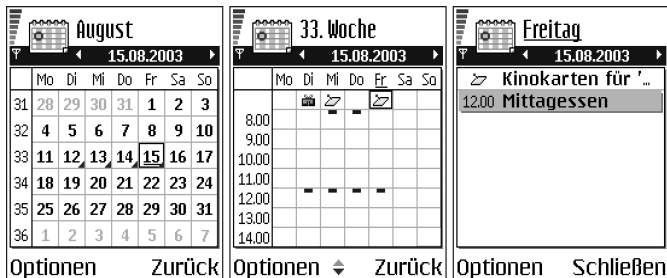 August
15.08.2003
Mo Di Mi Do Fr Sa So
31 28 29 30 31 1 2 3
32 4 5 6 7 8 9 10
33 11 12 13 14 15 16 17
34 18 19 20 21 22 23 24
35 25 26 27 28 29 30 31
36 1 2 3 4 5 6 7
Optionen Zurück
33. Woche
15.08.2003
Mo Di Mi Do Fr Sa So
8.00
9.00
10.00
11.00
12.00
13.00
14.00
Optionen Zurück
Freitag
15.08.2003
Kinokarten für '...
12.00 Mittagessen
Optionen Schließen